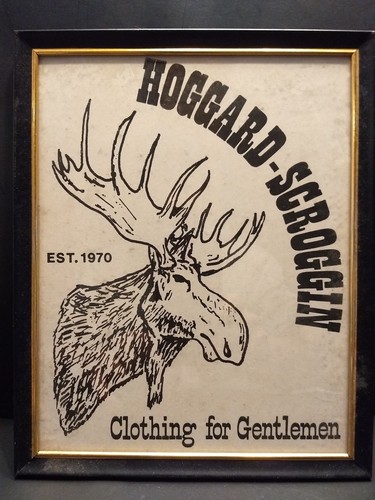 HOGGARD-SCROGGIN
EST. 1970
Clothing for Gentlemen